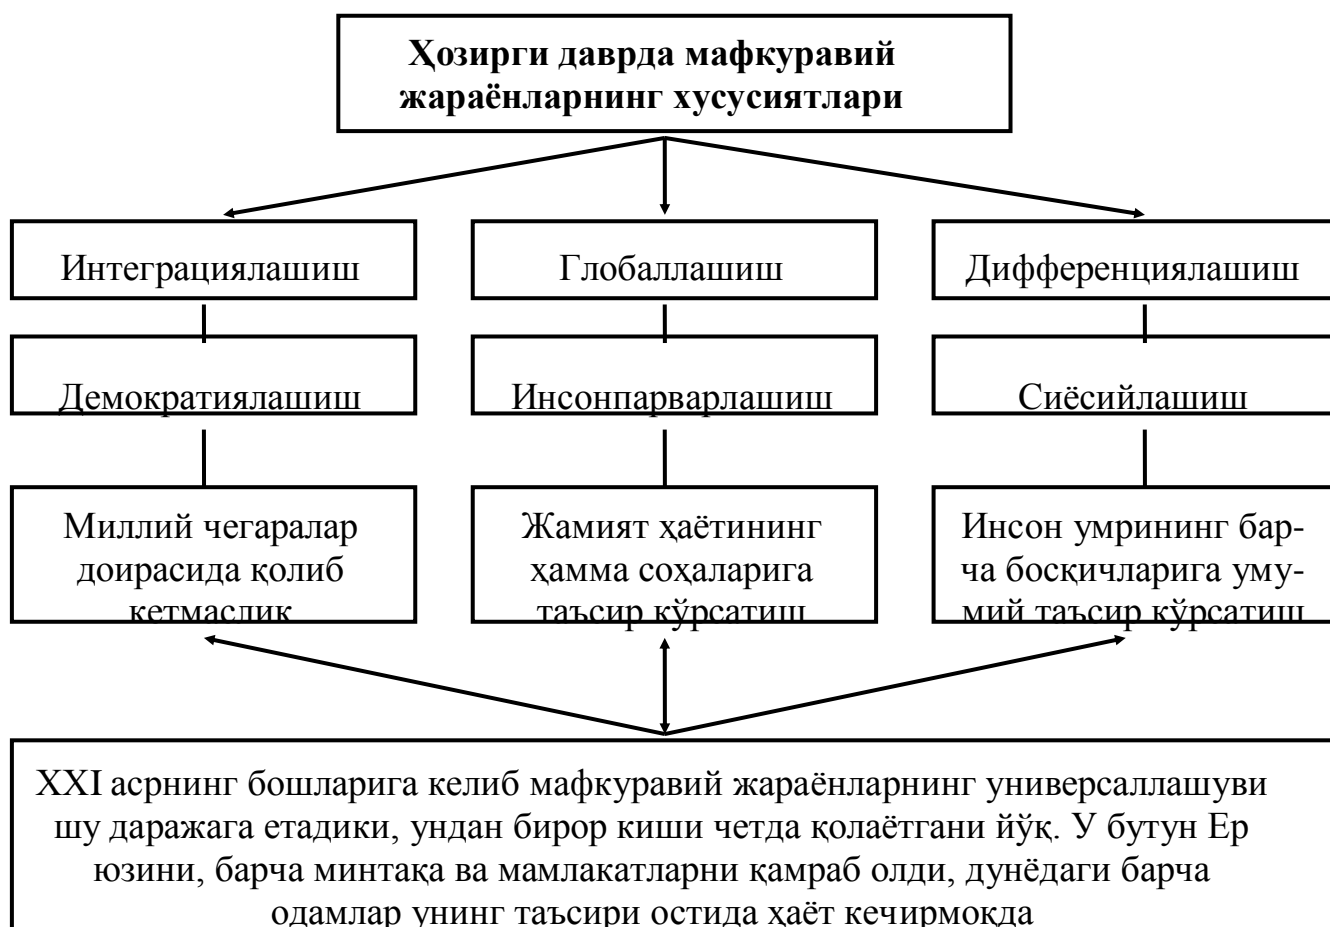 Ҳозирги даврда мафкуравий
жараёнларнинг хусусиятлари
Интеграциялашиш
Глобаллашиш
Дифференциялашиш
Демократиялашиш
Инсонпарварлашиш
Сиёсийлашиш
Миллий чегаралар
доирасида қолиб
кетмаслик
Жамият ҳаётининг
ҳамма соҳаларига
таъсир кўрсатиш
Инсон умрининг бар-
ча босқичларига уму-
мий таъсир кўрсатиш
XXI асрнинг бошларига келиб мафкуравий жараёнларнинг универсаллашуви
шу даражага етадики, ундан бирор киши четда қолаётгани йўқ. У бутун Ер
юзини, барча минтақа ва мамлакатларни қамраб олди, дунёдаги барча
одамлар унинг таъсири остида ҳаёт кечирмоқда